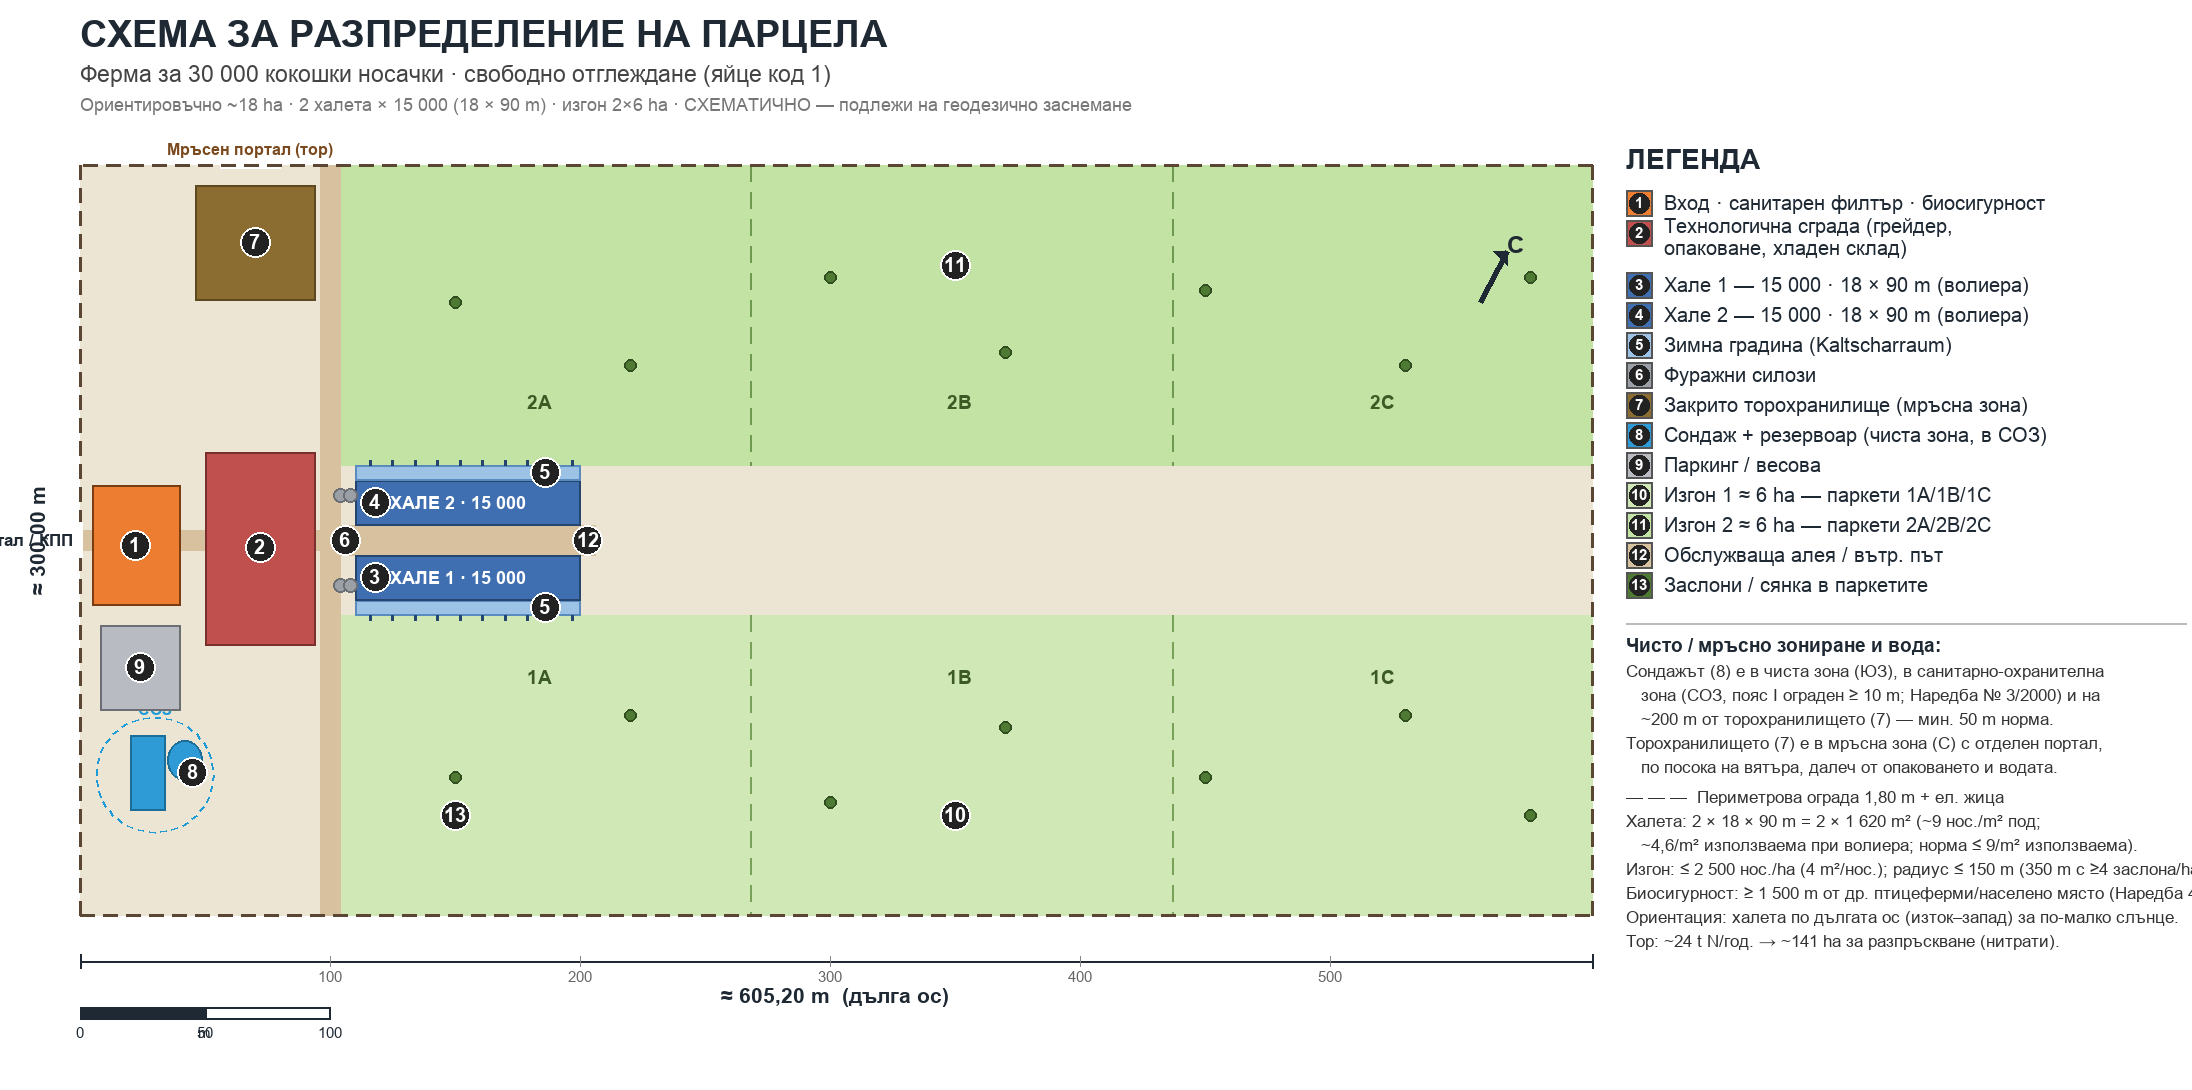 СХЕМА ЗА РАЗПРЕДЕЛЕНИЕ НА ПАРЦЕЛА
Ферма за 30 000 кокошки носачки · свободно отглеждане (яйце код 1)
Ориентировъчно ~18 ha · 2 халета × 15 000 (18 × 90 m) · изгон 2×6 ha · СХЕМАТИЧНО — подлежи на геодезично заснемане
Мръсен портал (тор)
7
11
С
2A
2B
2C
5
4 ХАЛЕ 2 · 15 000
≈ 300,00 m
КПП
1
2
6
12
3 ХАЛЕ 1 · 15 000
5
9
1A
1B
1C
СОЗ
8
13
10
100
200
300
400
500
≈ 605,20 m (дълга ос)
0
50
m
100
ЛЕГЕНДА
1 Вход · санитарен филтър · биосигурност
2 Технологична сграда (грейдер,
опаковане, хладен склад)
3 Хале 1 — 15 000 · 18 × 90 m (волиера)
4 Хале 2 — 15 000 · 18 × 90 m (волиера)
5 Зимна градина (Kaltscharraum)
6 Фуражни силози
7 Закрито торохранилище (мръсна зона)
8 Сондаж + резервоар (чиста зона, в СОЗ)
9 Паркинг / весова
10 Изгон 1 ≈ 6 ha — паркети 1A/1B/1C
11 Изгон 2 ≈ 6 ha — паркети 2A/2B/2C
12 Обслужваща алея / вътр. път
13 Заслони / сянка в паркетите
Чисто / мръсно зониране и вода:
Сондажът (8) е в чиста зона (ЮЗ), в санитарно-охранителна
зона (СОЗ, пояс I ограден ≥ 10 m; Наредба № 3/2000) и на
~200 m от торохранилището (7) — мин. 50 m норма.
Торохранилището (7) е в мръсна зона (С) с отделен портал,
по посока на вятъра, далеч от опаковането и водата.
— — — Периметрова ограда 1,80 m + ел. жица
Халета: 2 × 18 × 90 m = 2 × 1 620 m² (~9 нос./m² под;
~4,6/m² използваема при волиера; норма ≤ 9/m² използваема).
Изгон: ≤ 2 500 нос./ha (4 m²/нос.); радиус ≤ 150 m (350 m с ≥4 заслона/ha
Биосигурност: ≥ 1 500 m от др. птицеферми/населено място (Наредба 4
Ориентация: халета по дългата ос (изток–запад) за по-малко слънце.
Тор: ~24 t N/год. → ~141 ha за разпръскване (нитрати).